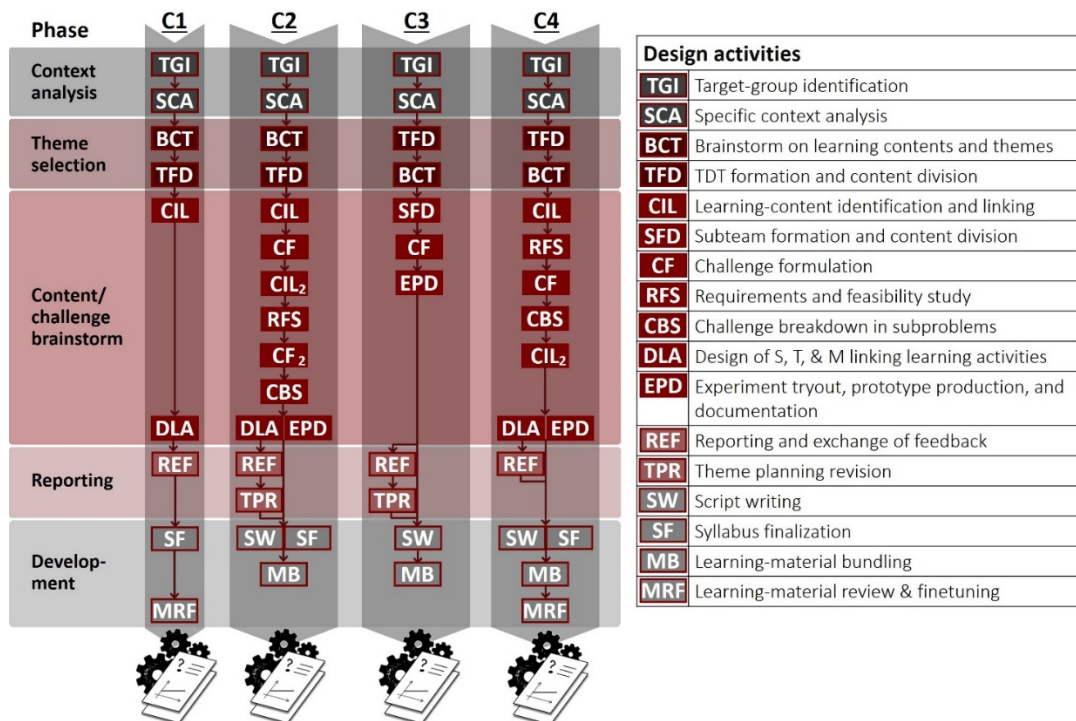 Phase C1 C2 C3 C4
Context
analysis
TGI TGI TGI TGI
SCA SCA SCA SCA
Theme
selection
BCT BCT TFD TFD
TFD TFD BCT BCT
Content/
challenge
brainstorm
CIL CIL SFD CIL
CF CF RFS
CIL₂ EPD CF
RFS CBS
CF₂ CIL₂
CBS
DLA DLA EPD DLA EPD
Reporting
REF REF REF REF
TPR TPR
Develop-
ment
SF SW SF SW SW SF
MB MB MB
MRF MRF
? ? ? ?
Design activities
TGI Target-group identification
SCA Specific context analysis
BCT Brainstorm on learning contents and themes
TFD TDT formation and content division
CIL Learning-content identification and linking
SFD Subteam formation and content division
CF Challenge formulation
RFS Requirements and feasibility study
CBS Challenge breakdown in subproblems
DLA Design of S, T, & M linking learning activities
EPD Experiment tryout, prototype production, and
documentation
REF Reporting and exchange of feedback
TPR Theme planning revision
SW Script writing
SF Syllabus finalization
MB Learning-material bundling
MRF Learning-material review & finetuning